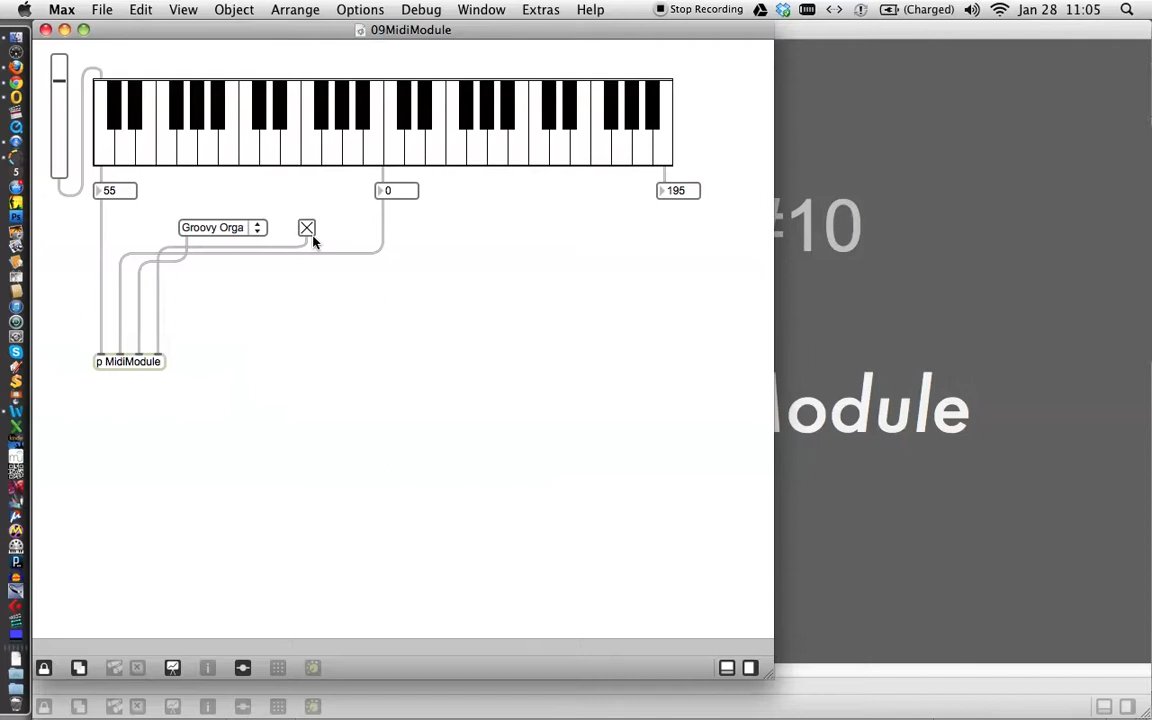 Max File Edit View Object Arrange Options Debug Window Extras Help Stop Recording (Charged) Jan 28 11:05
09MidiModule
55 0 195
#10
Groovy Orga
p MidiModule
odule